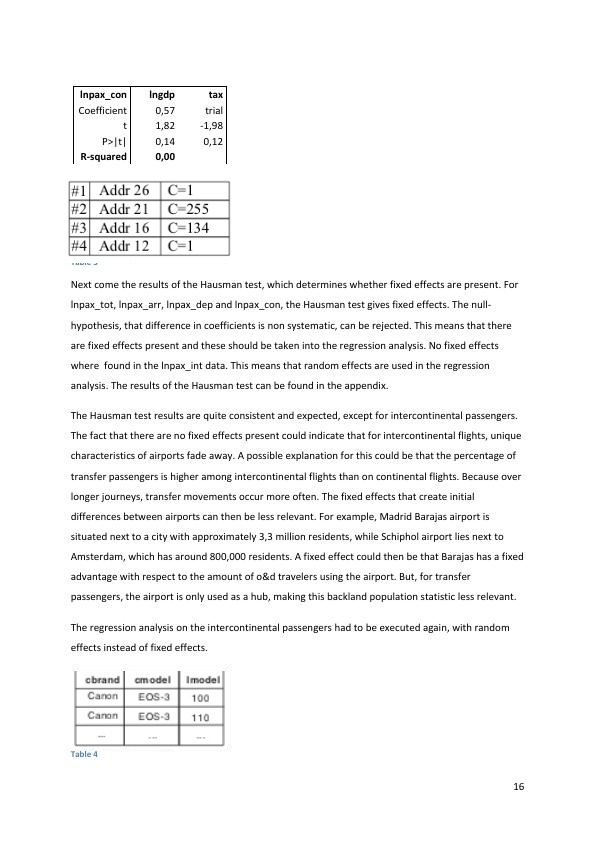 lnpax_con lngdp tax
Coefficient 0,57 trial
t 1,82 -1,98
P>|t| 0,14 0,12
R-squared 0,00
#1 Addr 26 C=1
#2 Addr 21 C=255
#3 Addr 16 C=134
#4 Addr 12 C=1
Next come the results of the Hausman test, which determines whether fixed effects are present. For
lnpax_tot, lnpax_arr, lnpax_dep and lnpax_con, the Hausman test gives fixed effects. The null-
hypothesis, that difference in coefficients is non systematic, can be rejected. This means that there
are fixed effects present and these should be taken into the regression analysis. No fixed effects
where found in the lnpax_int data. This means that random effects are used in the regression
analysis. The results of the Hausman test can be found in the appendix.
The Hausman test results are quite consistent and expected, except for intercontinental passengers.
The fact that there are no fixed effects present could indicate that for intercontinental flights, unique
characteristics of airports fade away. A possible explanation for this could be that the percentage of
transfer passengers is higher among intercontinental flights than on continental flights. Because over
longer journeys, transfer movements occur more often. The fixed effects that create initial
differences between airports can then be less relevant. For example, Madrid Barajas airport is
situated next to a city with approximately 3,3 million residents, while Schiphol airport lies next to
Amsterdam, which has around 800,000 residents. A fixed effect could then be that Barajas has a fixed
advantage with respect to the amount of o&d travelers using the airport. But, for transfer
passengers, the airport is only used as a hub, making this backland population statistic less relevant.
The regression analysis on the intercontinental passengers had to be executed again, with random
effects instead of fixed effects.
cbrand cmodel lmodel
Canon EOS-3 100
Canon EOS-3 110
... ... ...
Table 4
16